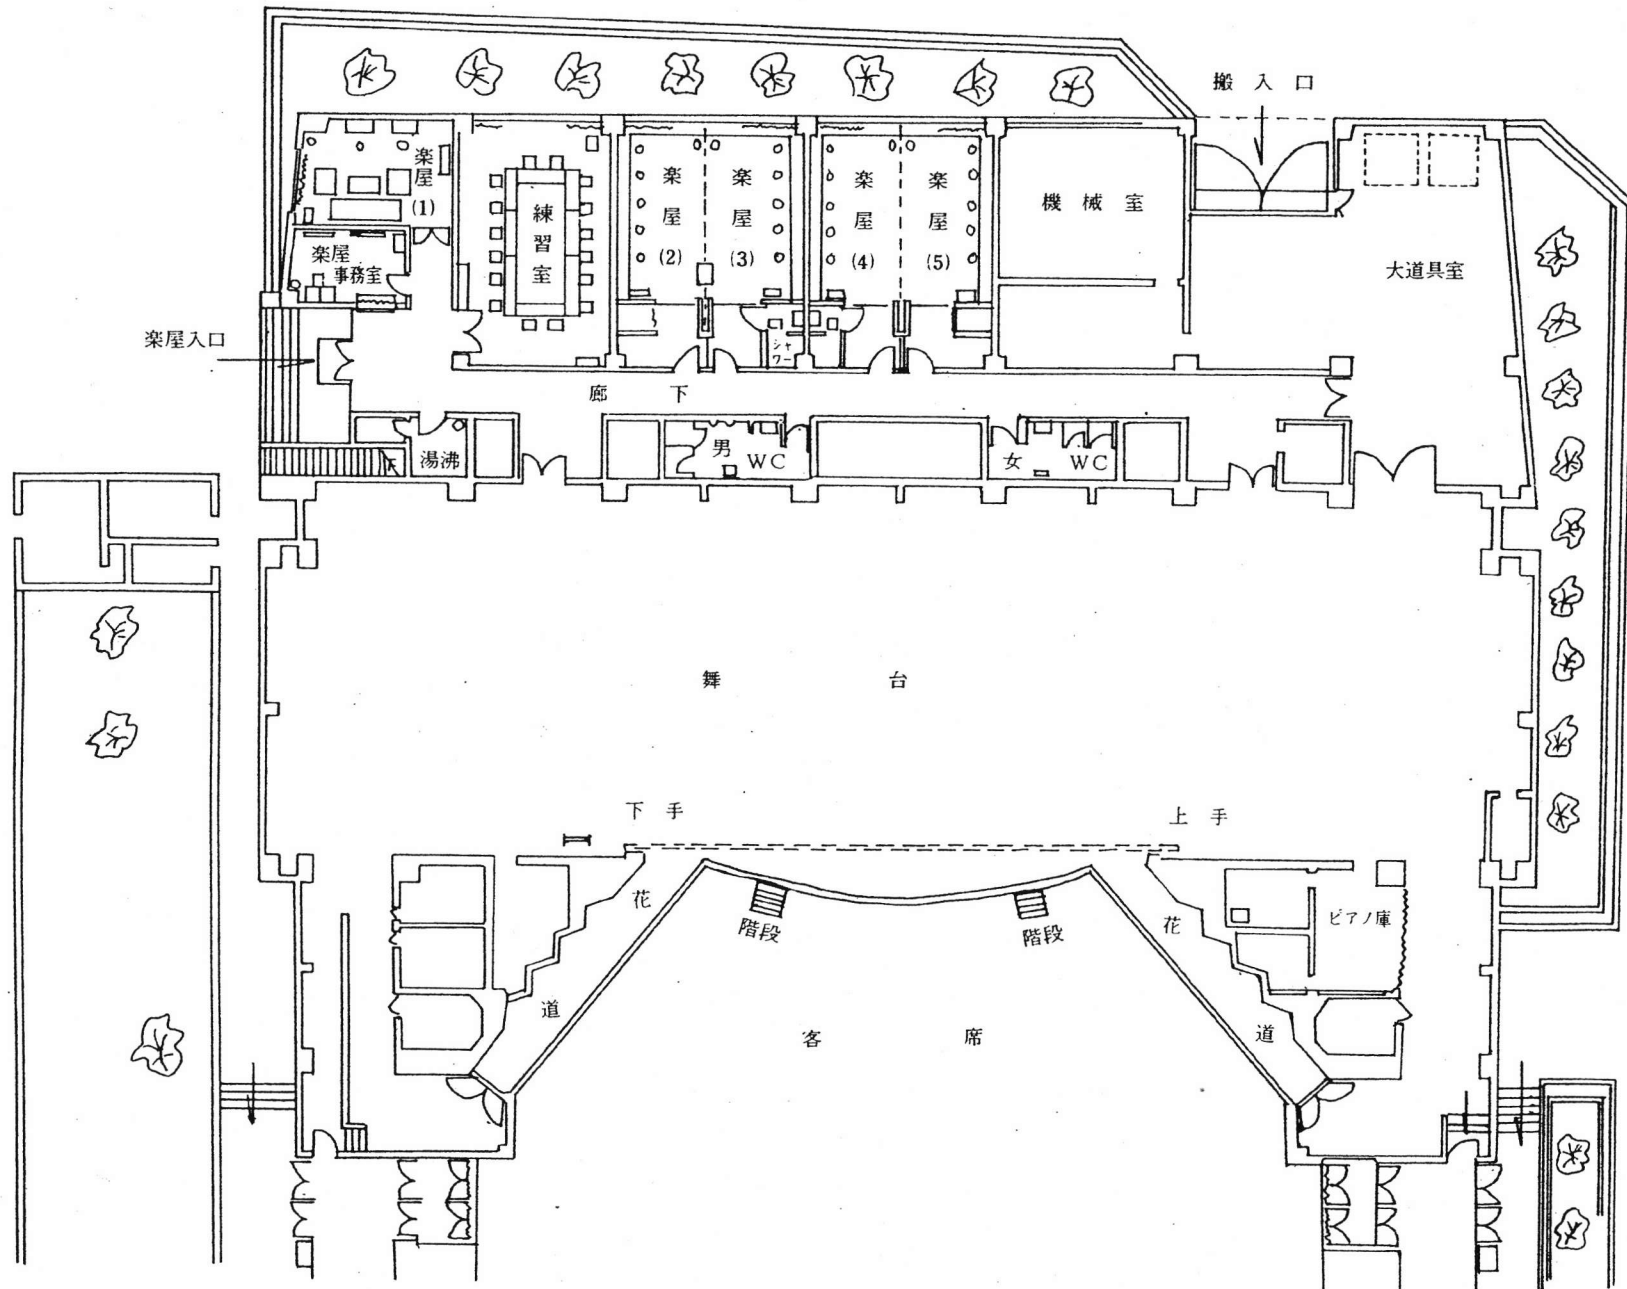 搬入口
楽屋
(1)
練習室
楽屋
(2)
楽屋
(3)
楽屋
(4)
楽屋
(5)
機械室
大道具室
楽屋
事務室
楽屋入口
シャワー
廊下
湯沸
男
WC
女
WC
舞台
下手
上手
花道
階段
階段
花道
ピアノ庫
客席